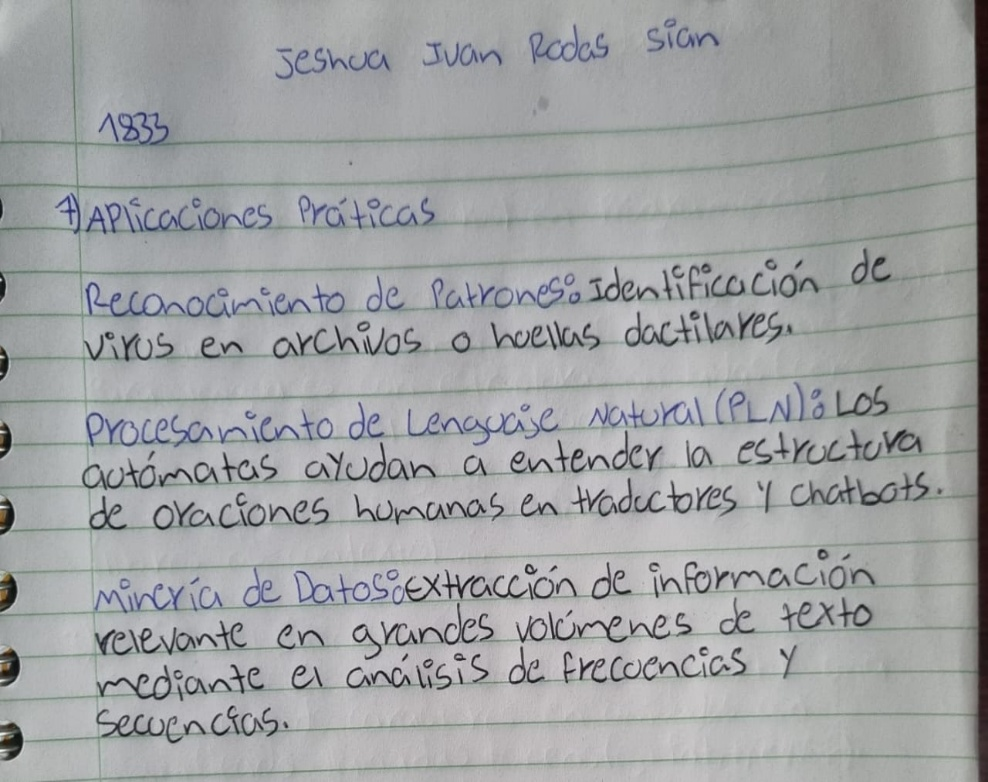 Jeshua Ivan Rodas Sian
1833
7) Aplicaciones Práticas
Reconocimiento de Patrones: Identificación de
virus en archivos o huellas dactilares.
Procesamiento de Lenguaje Natural (PLN): Los
autómatas ayudan a entender la estructura
de oraciones humanas en traductores y chatbots.
Minería de Datos: Extracción de información
relevante en grandes volúmenes de texto
mediante el análisis de frecuencias y
secuencias.